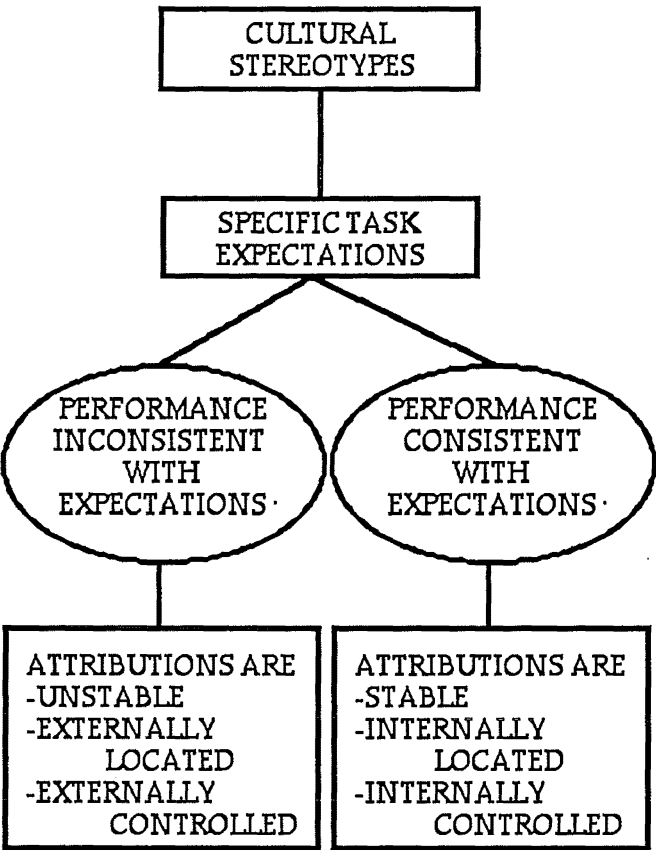 CULTURAL
STEREOTYPES
SPECIFIC TASK
EXPECTATIONS
PERFORMANCE
INCONSISTENT
WITH
EXPECTATIONS
PERFORMANCE
CONSISTENT
WITH
EXPECTATIONS
ATTRIBUTIONS ARE
-UNSTABLE
-EXTERNALLY
LOCATED
-EXTERNALLY
CONTROLLED
ATTRIBUTIONS ARE
-STABLE
-INTERNALLY
LOCATED
-INTERNALLY
CONTROLLED